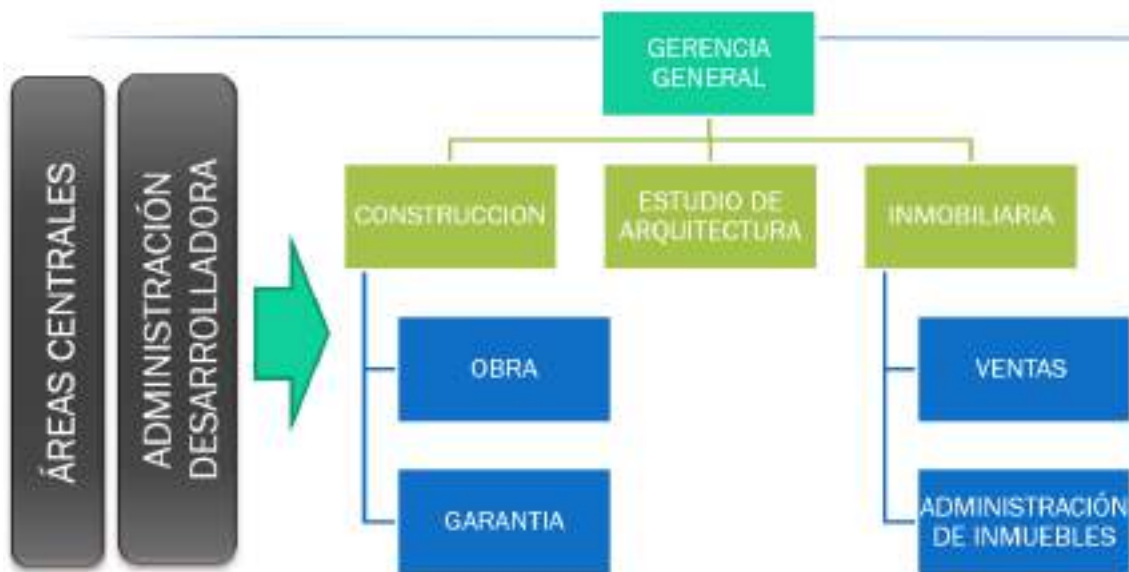 GERENCIA
GENERAL
ÁREAS CENTRALES
ADMINISTRACIÓN
DESARROLLADORA
CONSTRUCCION
ESTUDIO DE
ARQUITECTURA
INMOBILIARIA
OBRA
VENTAS
GARANTIA
ADMINISTRACIÓN
DE INMUEBLES